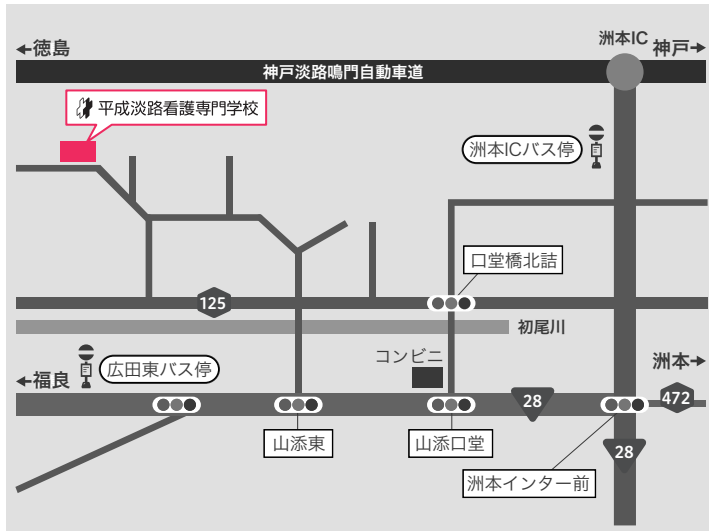 ←徳島
洲本IC
神戸→
神戸淡路鳴門自動車道
平成淡路看護専門学校
洲本ICバス停
口堂橋北詰
125
初尾川
コンビニ
洲本→
広田東バス停
←福良
28
472
山添東
山添口堂
洲本インター前
28